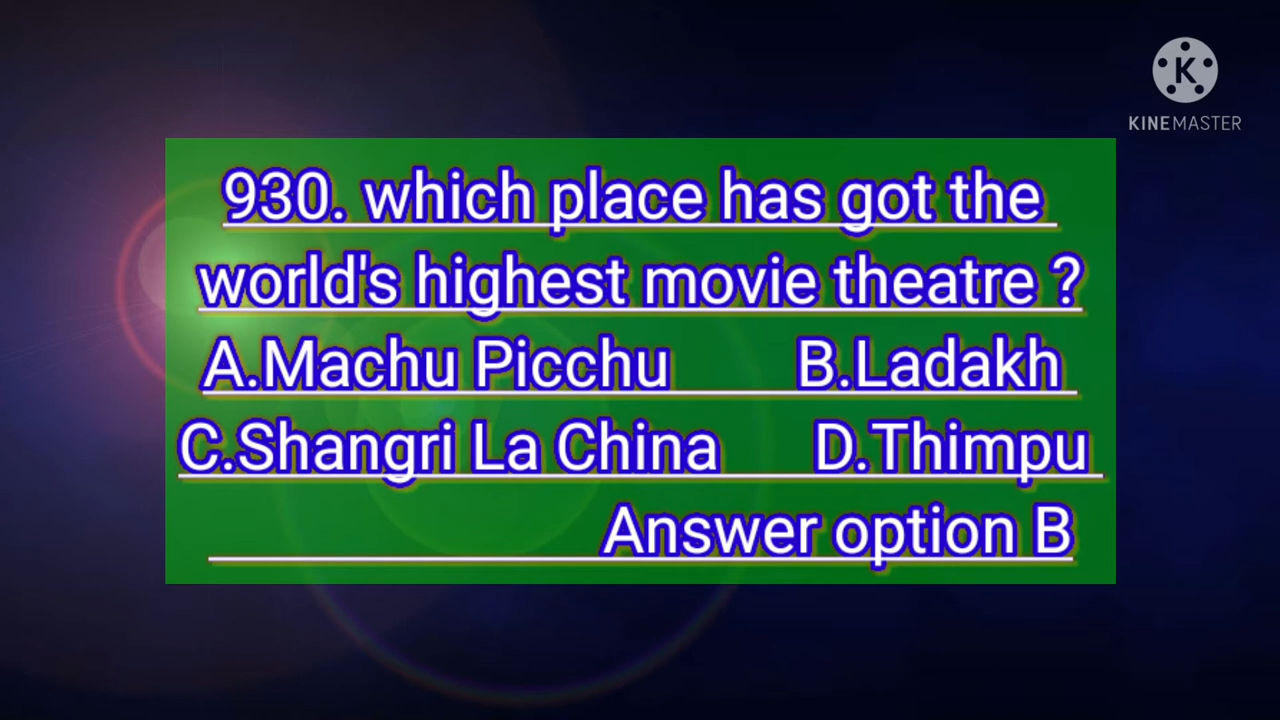 KINEMASTER
930. which place has got the
world's highest movie theatre ?
A.Machu Picchu B.Ladakh
C.Shangri La China D.Thimpu
Answer option B